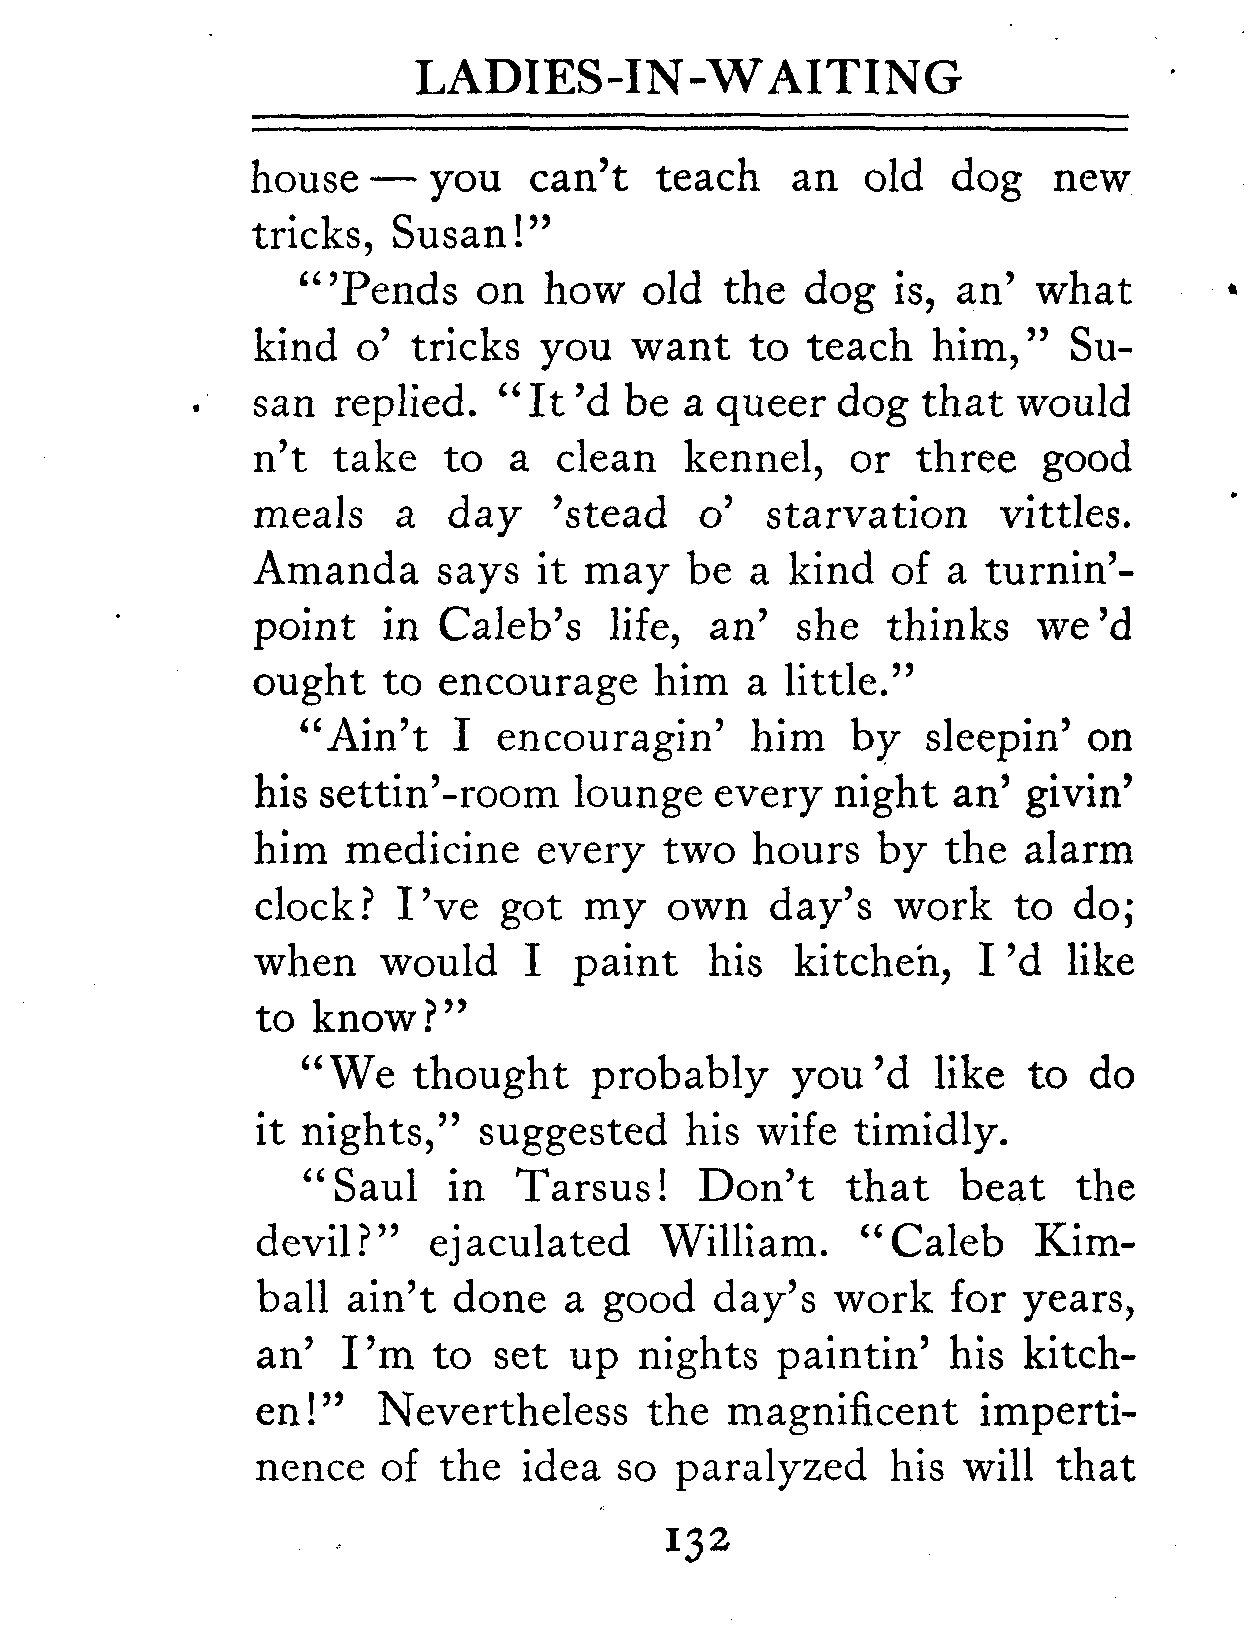 LADIES-IN-WAITING
house — you can't teach an old dog new
tricks, Susan!"
"'Pends on how old the dog is, an' what
kind o' tricks you want to teach him," Su-
san replied. "It 'd be a queer dog that would
n't take to a clean kennel, or three good
meals a day 'stead o' starvation vittles.
Amanda says it may be a kind of a turnin'-
point in Caleb's life, an' she thinks we 'd
ought to encourage him a little."
"Ain't I encouragin' him by sleepin' on
his settin'-room lounge every night an' givin'
him medicine every two hours by the alarm
clock? I 've got my own day's work to do;
when would I paint his kitchen, I 'd like
to know?"
"We thought probably you 'd like to do
it nights," suggested his wife timidly.
"Saul in Tarsus! Don't that beat the
devil?" ejaculated William. "Caleb Kim-
ball ain't done a good day's work for years,
an' I 'm to set up nights paintin' his kitch-
en!" Nevertheless the magnificent imperti-
nence of the idea so paralyzed his will that
132